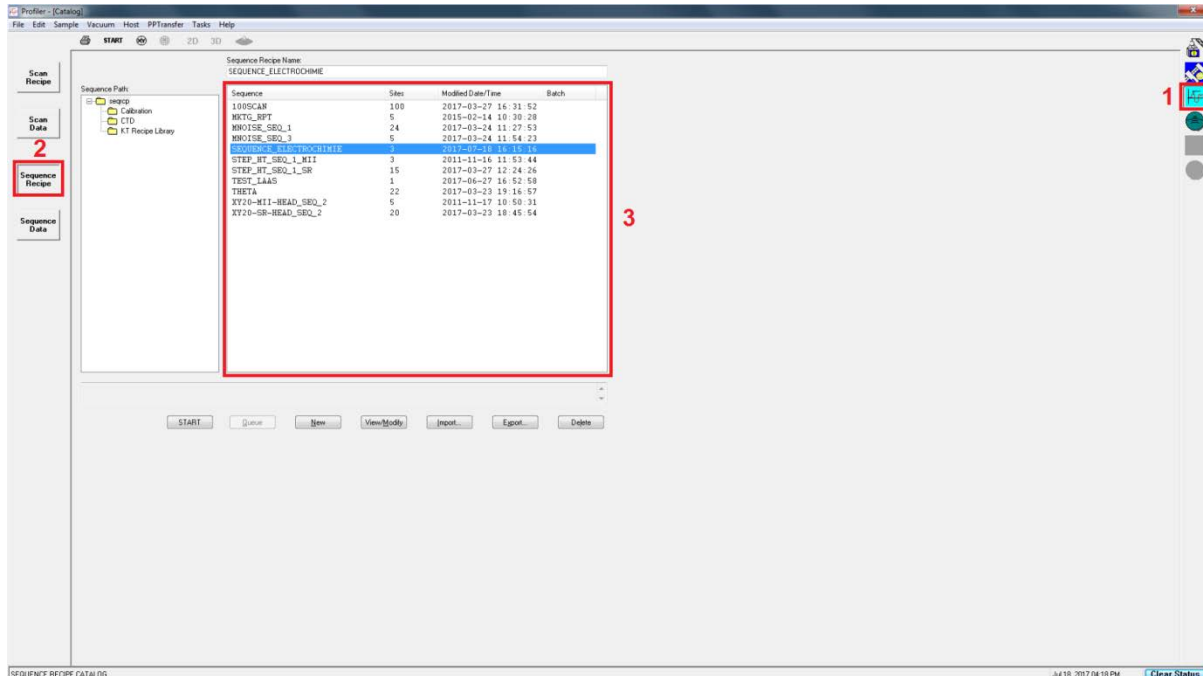 Profiler - [Catalog]
File Edit Sample Vacuum Host PPTransfer Tasks Help
START 2D 3D
Scan Recipe
Scan Data
2
Sequence Recipe
Sequence Data
Sequence Recipe Name:
SEQUENCE_ELECTROCHIMIE
Sequence Path:
seqrcp
Calibration
CTD
KT Recipe Library
Sequence Sites Modified Date/Time Batch
100SCAN 100 2017-03-27 16:31:52
MKTG_RPT 5 2015-02-14 10:30:28
MNOISE_SEQ_1 24 2017-03-24 11:27:53
MNOISE_SEQ_3 5 2017-03-24 11:54:23
SEQUENCE_ELECTROCHIMIE 3 2017-07-18 16:15:16
STEP_HT_SEQ_1_MII 3 2011-11-16 11:53:44
STEP_HT_SEQ_1_SR 15 2017-03-27 12:24:26
TEST_LAAS 1 2017-06-27 16:52:58
THETA 22 2017-03-23 19:16:57
XY20-MII-HEAD_SEQ_2 5 2011-11-17 10:50:31
XY20-SR-HEAD_SEQ_2 20 2017-03-23 18:45:54
3
1
START Queue New View/Modify Import... Export... Delete
SEQUENCE RECIPE CATALOG Jul 18, 2017 04:18 PM Clear Status